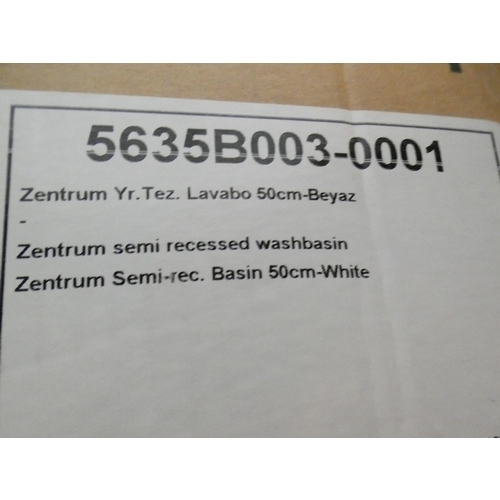 5635B003-0001
Zentrum Yr.Tez. Lavabo 50cm-Beyaz
-
Zentrum semi recessed washbasin
Zentrum Semi-rec. Basin 50cm-White